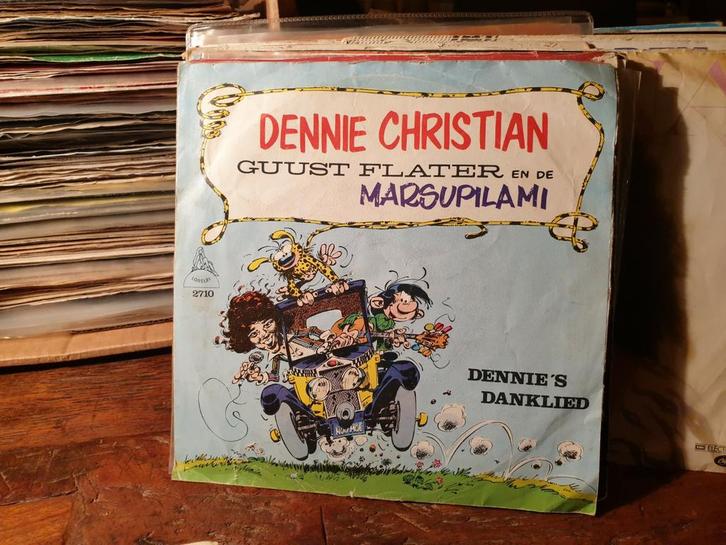 DENNIE CHRISTIAN
GUUST FLATER EN DE
MARSUPILAMI
2710
DENNIE'S
DANKLIED